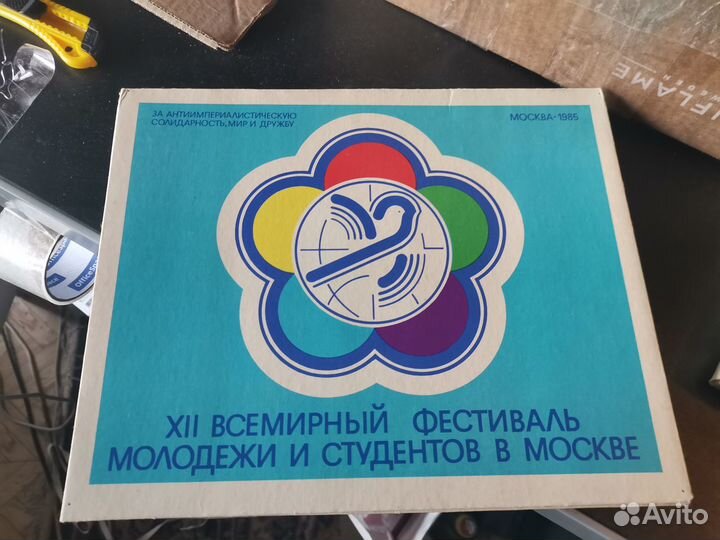 ЗА АНТИИМПЕРИАЛИСТИЧЕСКУЮ
СОЛИДАРНОСТЬ, МИР И ДРУЖБУ
МОСКВА-1985
XII ВСЕМИРНЫЙ ФЕСТИВАЛЬ
МОЛОДЕЖИ И СТУДЕНТОВ В МОСКВЕ
Avito